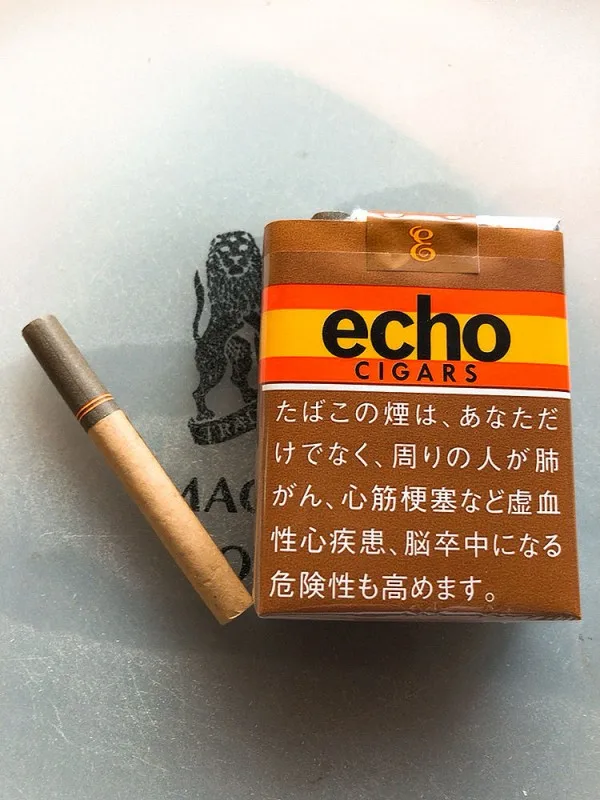 E
echo
CIGARS
たばこの煙は、あなただ
けでなく、周りの人が肺
がん、心筋梗塞など虚血
性心疾患、脳卒中になる
危険性も高めます。